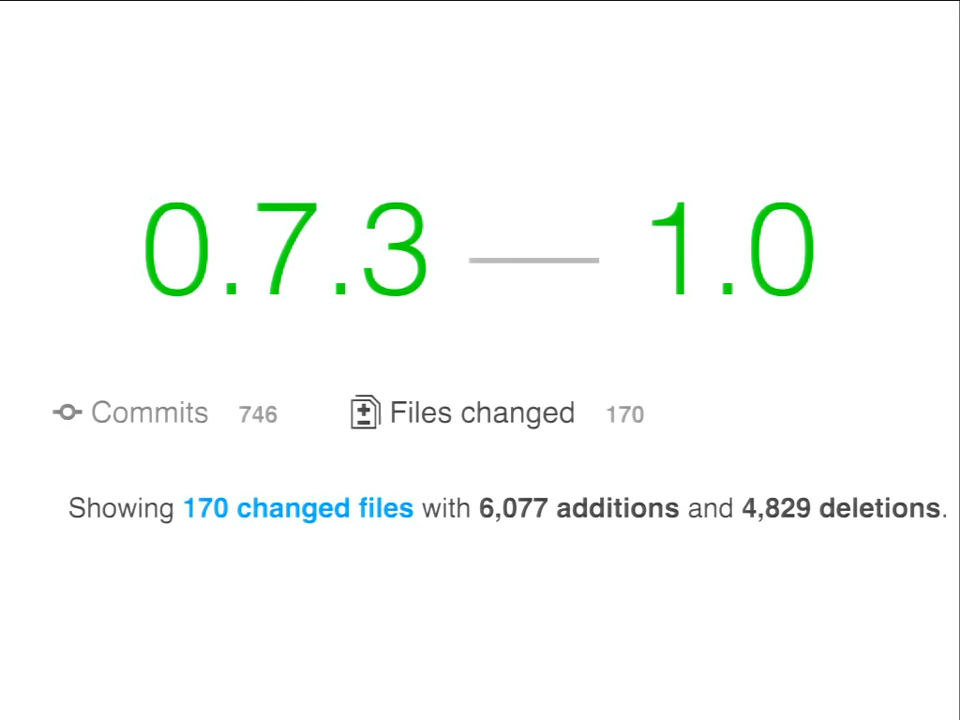 0.7.3 — 1.0
Commits 746 Files changed 170
Showing 170 changed files with 6,077 additions and 4,829 deletions.